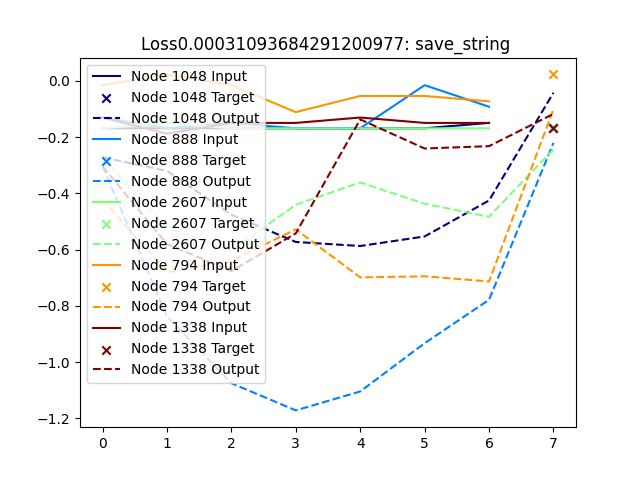 Loss0.00031093684291200977: save_string
0.0
−0.2
−0.4
−0.6
−0.8
−1.0
−1.2
Node 1048 Input
Node 1048 Target
Node 1048 Output
Node 888 Input
Node 888 Target
Node 888 Output
Node 2607 Input
Node 2607 Target
Node 2607 Output
Node 794 Input
Node 794 Target
Node 794 Output
Node 1338 Input
Node 1338 Target
Node 1338 Output
0 1 2 3 4 5 6 7